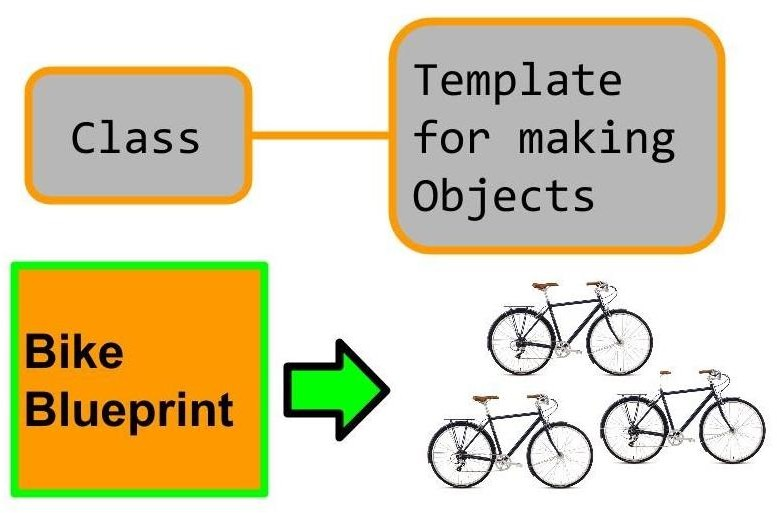 Class
Template
for making
Objects
Bike
Blueprint